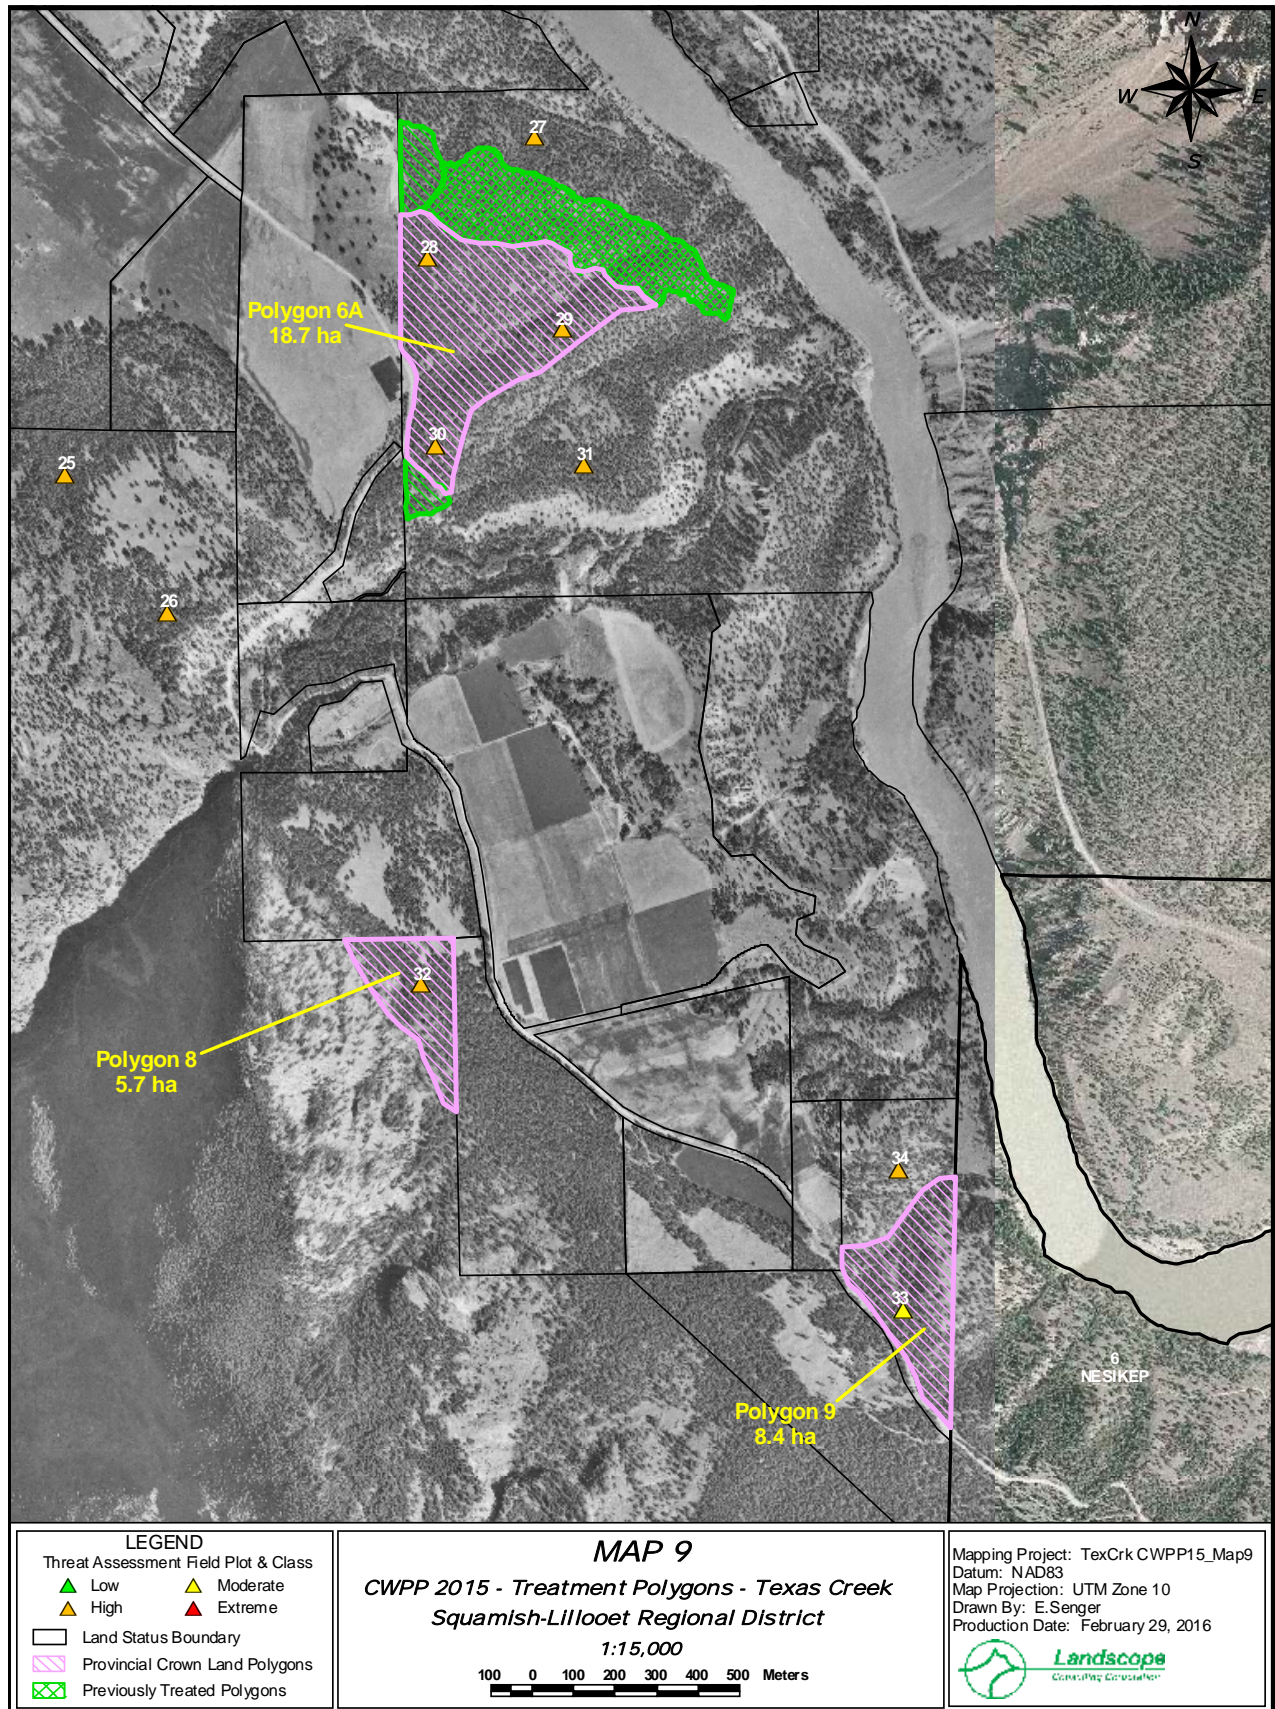 N
W
E
S
27
28
Polygon 6A
18.7 ha
29
30
31
25
26
32
Polygon 8
5.7 ha
34
33
6
NESIKEP
Polygon 9
8.4 ha
LEGEND
Threat Assessment Field Plot & Class
Low
Moderate
High
Extreme
Land Status Boundary
Provincial Crown Land Polygons
Previously Treated Polygons
MAP 9
CWPP 2015 - Treatment Polygons - Texas Creek
Squamish-Lillooet Regional District
1:15,000
100 0 100 200 300 400 500 Meters
Mapping Project: TexCrk CWPP15_Map9
Datum: NAD83
Map Projection: UTM Zone 10
Drawn By: E.Senger
Production Date: February 29, 2016
Landscope
Consulting Corporation